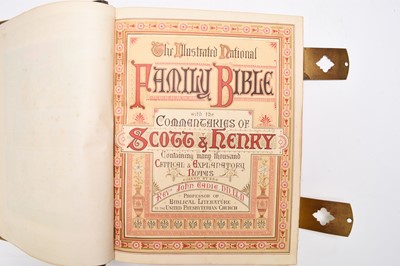 The Illustrated National
FAMILY BIBLE
with the
COMMENTARIES OF
SCOTT & HENRY
Containing many thousand
CRITICAL & EXPLANATORY
NOTES
Revd. John Eadie, D.D. LL.D.
PROFESSOR OF
BIBLICAL LITERATURE
TO THE UNITED PRESBYTERIAN CHURCH